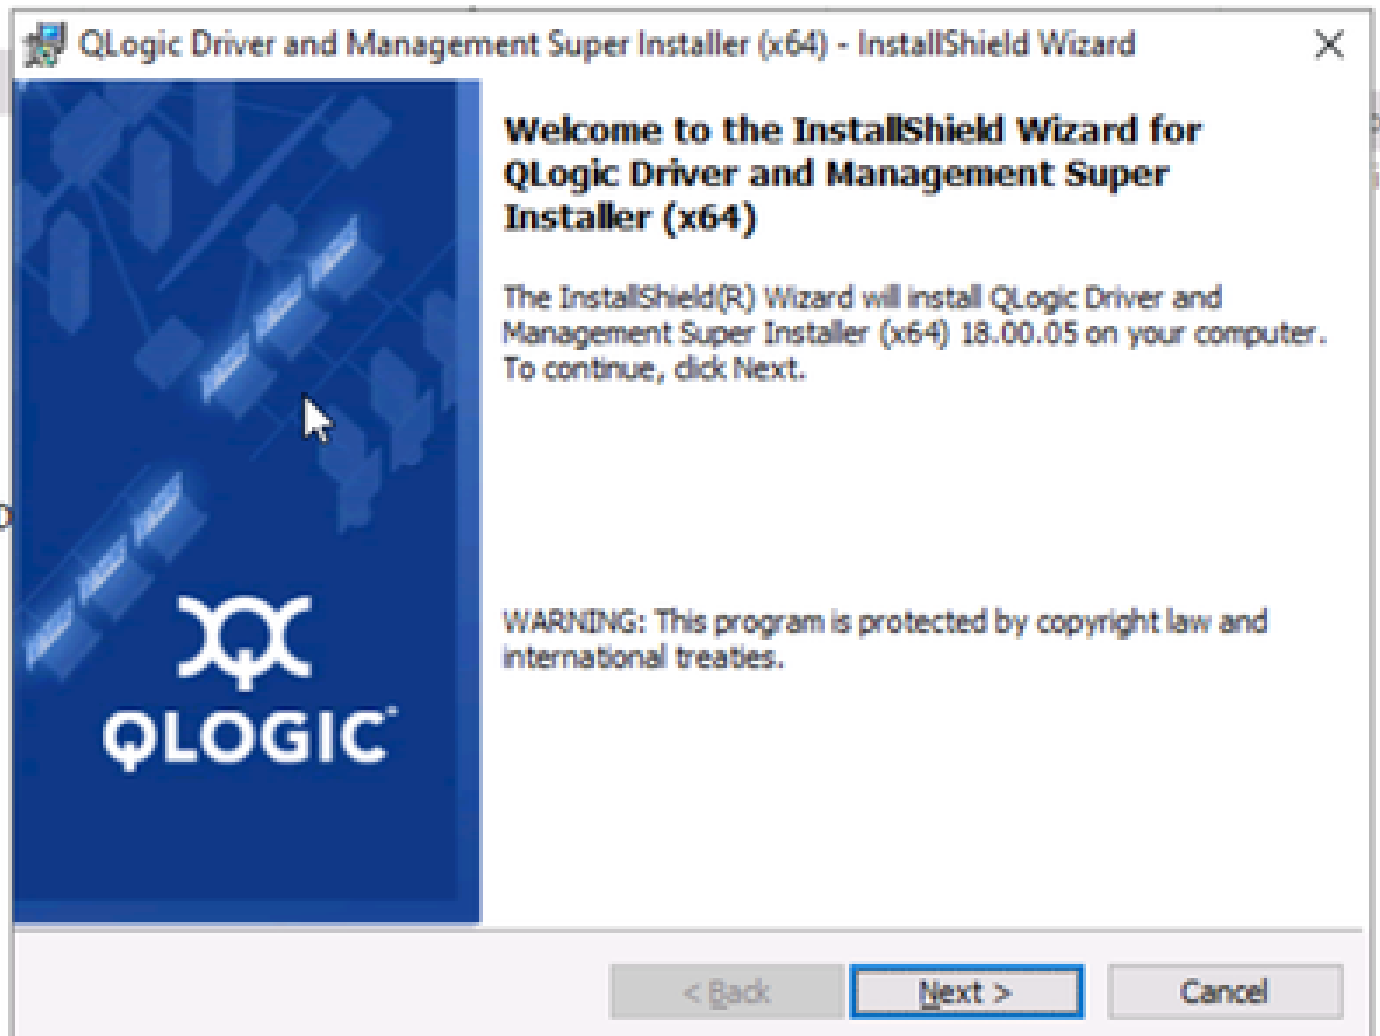 QLogic Driver and Management Super Installer (x64) - InstallShield Wizard
Welcome to the InstallShield Wizard for
QLogic Driver and Management Super
Installer (x64)
The InstallShield(R) Wizard will install QLogic Driver and
Management Super Installer (x64) 18.00.05 on your computer.
To continue, click Next.
WARNING: This program is protected by copyright law and
international treaties.
QLOGIC
< Back
Next >
Cancel